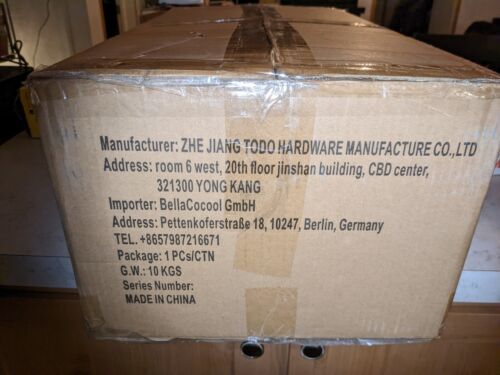 Manufacturer: ZHE JIANG TODO HARDWARE MANUFACTURE CO.,LTD
Address: room 6 west, 20th floor jinshan building, CBD center,
321300 YONG KANG
Importer: BellaCocool GmbH
Address: Pettenkoferstraße 18, 10247, Berlin, Germany
TEL. +8657987216671
Package: 1 PCs/CTN
G.W.: 10 KGS
Series Number:
MADE IN CHINA